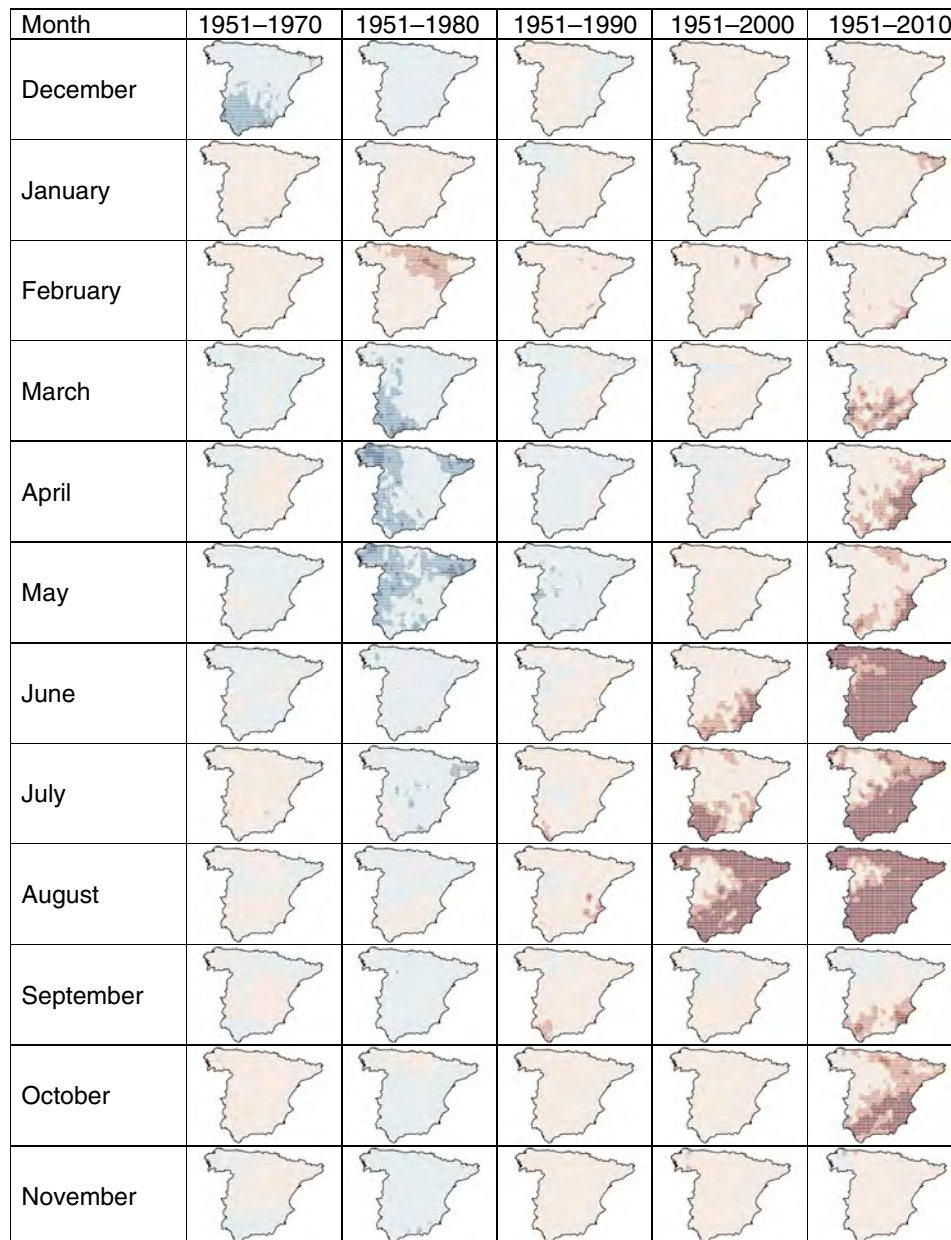 Month 1951–1970 1951–1980 1951–1990 1951–2000 1951–2010
December
January
February
March
April
May
June
July
August
September
October
November